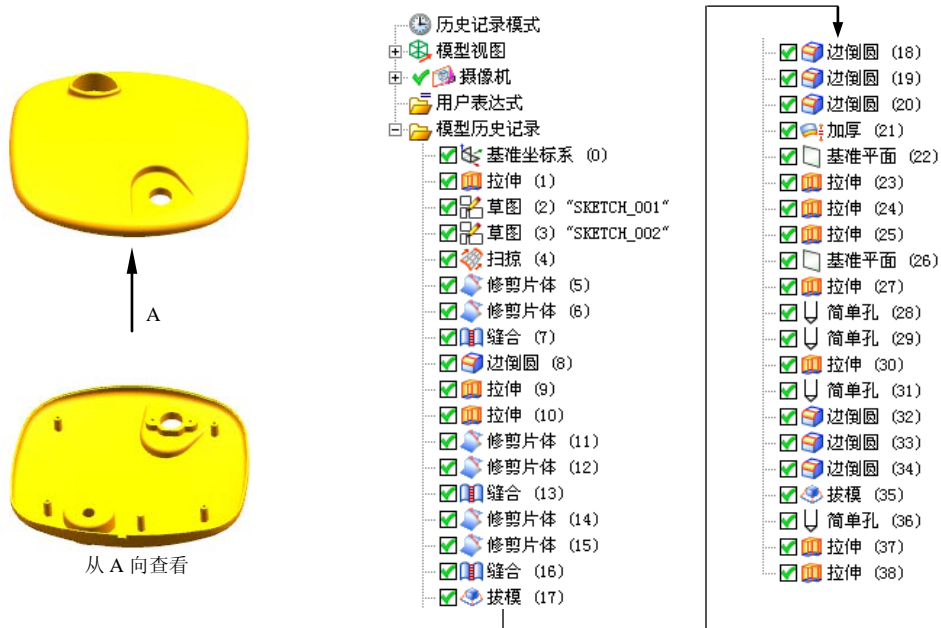 A
从 A 向查看
历史记录模式
模型视图
摄像机
用户表达式
模型历史记录
基准坐标系 (0)
拉伸 (1)
草图 (2) "SKETCH_001"
草图 (3) "SKETCH_002"
扫掠 (4)
修剪片体 (5)
修剪片体 (6)
缝合 (7)
边倒圆 (8)
拉伸 (9)
拉伸 (10)
修剪片体 (11)
修剪片体 (12)
缝合 (13)
修剪片体 (14)
修剪片体 (15)
缝合 (16)
拔模 (17)
边倒圆 (18)
边倒圆 (19)
边倒圆 (20)
加厚 (21)
基准平面 (22)
拉伸 (23)
拉伸 (24)
拉伸 (25)
基准平面 (26)
拉伸 (27)
简单孔 (28)
简单孔 (29)
拉伸 (30)
简单孔 (31)
边倒圆 (32)
边倒圆 (33)
边倒圆 (34)
拔模 (35)
简单孔 (36)
拉伸 (37)
拉伸 (38)